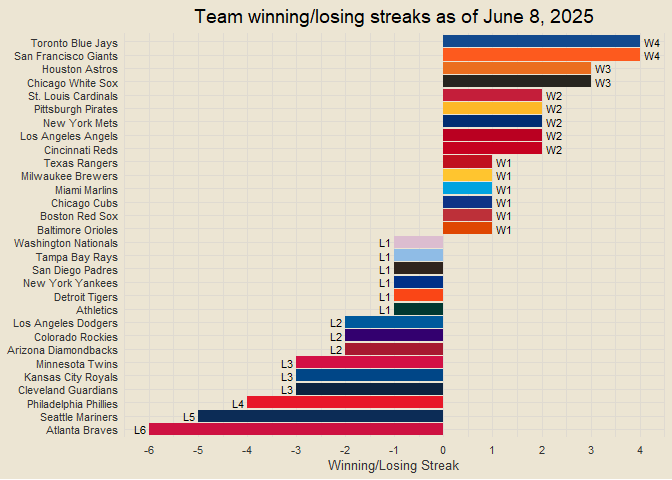 Team winning/losing streaks as of June 8, 2025
Toronto Blue Jays W4
San Francisco Giants W4
Houston Astros W3
Chicago White Sox W3
St. Louis Cardinals W2
Pittsburgh Pirates W2
New York Mets W2
Los Angeles Angels W2
Cincinnati Reds W2
Texas Rangers W1
Milwaukee Brewers W1
Miami Marlins W1
Chicago Cubs W1
Boston Red Sox W1
Baltimore Orioles W1
Washington Nationals L1
Tampa Bay Rays L1
San Diego Padres L1
New York Yankees L1
Detroit Tigers L1
Athletics L1
Los Angeles Dodgers L2
Colorado Rockies L2
Arizona Diamondbacks L2
Minnesota Twins L3
Kansas City Royals L3
Cleveland Guardians L3
Philadelphia Phillies L4
Seattle Mariners L5
Atlanta Braves L6
-6 -5 -4 -3 -2 -1 0 1 2 3 4
Winning/Losing Streak